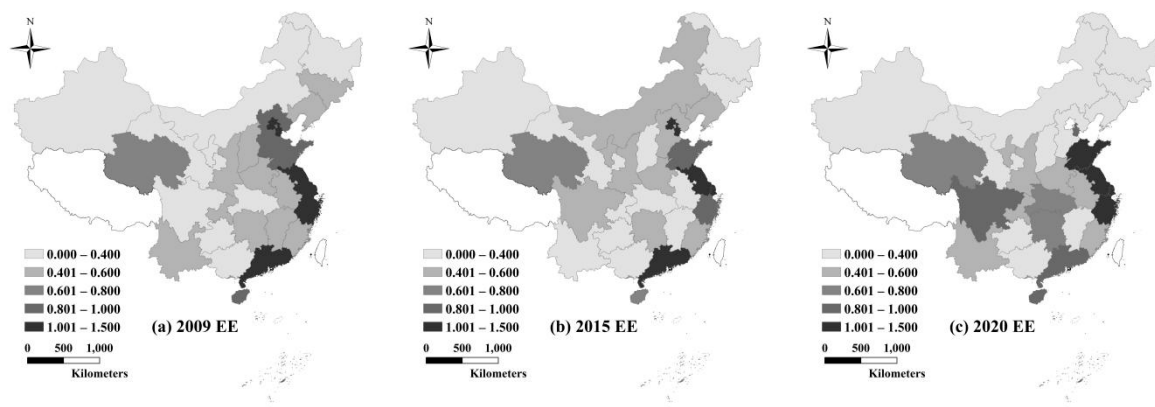 N
0.000 – 0.400
0.401 – 0.600
0.601 – 0.800
0.801 – 1.000
1.001 – 1.500
(a) 2009 EE
0 500 1,000
Kilometers
N
0.000 – 0.400
0.401 – 0.600
0.601 – 0.800
0.801 – 1.000
1.001 – 1.500
(b) 2015 EE
0 500 1,000
Kilometers
N
0.000 – 0.400
0.401 – 0.600
0.601 – 0.800
0.801 – 1.000
1.001 – 1.500
(c) 2020 EE
0 500 1,000
Kilometers